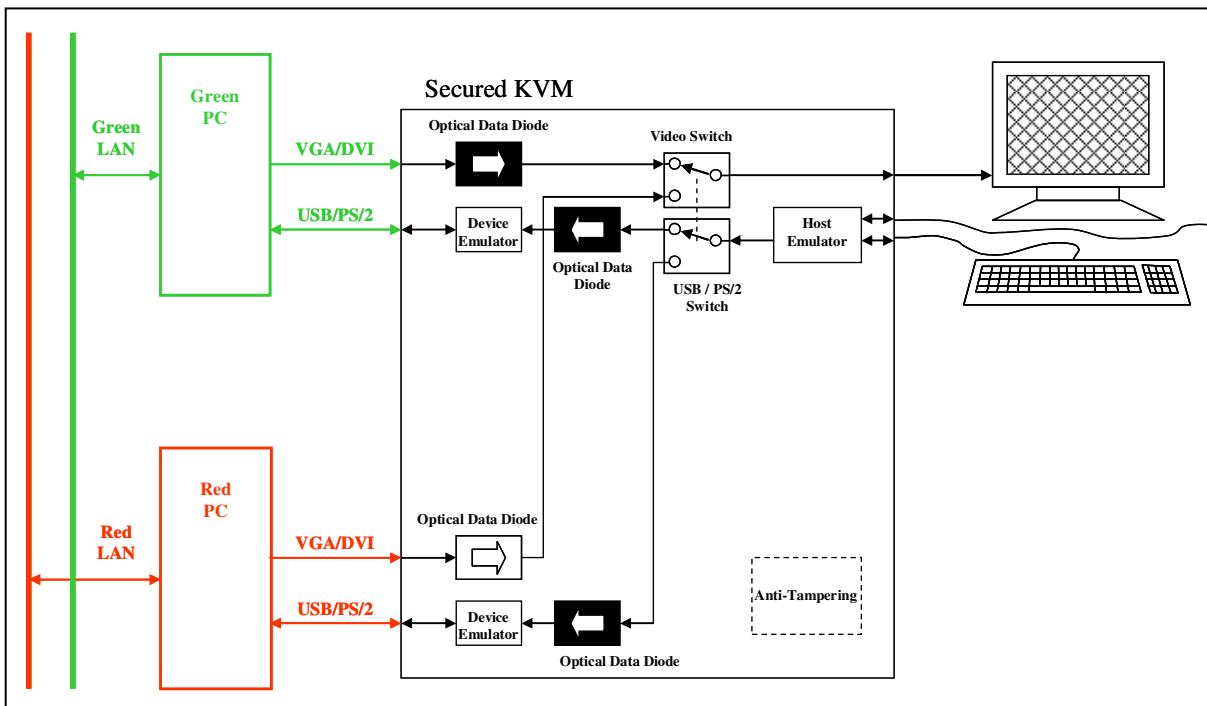 Secured KVM
Green
PC
Green
LAN
VGA/DVI
USB/PS/2
Optical Data Diode
Video Switch
Device
Emulator
Optical Data
Diode
USB / PS/2
Switch
Host
Emulator
Red
PC
Red
LAN
VGA/DVI
USB/PS/2
Optical Data Diode
Device
Emulator
Optical Data Diode
Anti-Tampering